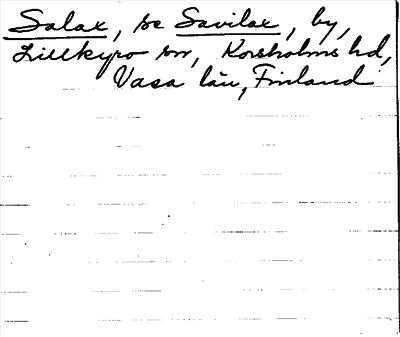 Salax, se Savilax, by,
Lillkyro sn, Korsholms hd,
Vasa län, Finland